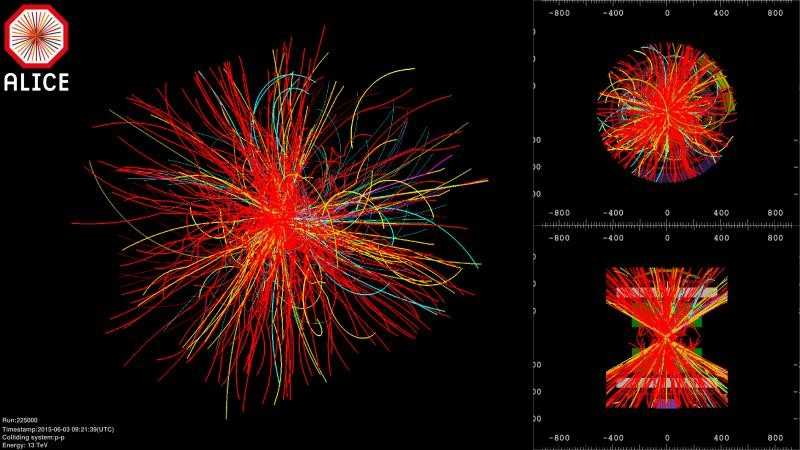 ALICE
-800 -400 0 400 800
-800 -400 0 400 800
Run:225000
Timestamp:2015-06-03 09:21:39(UTC)
Colliding system:p-p
Energy: 13 TeV
-800 -400 0 400 800